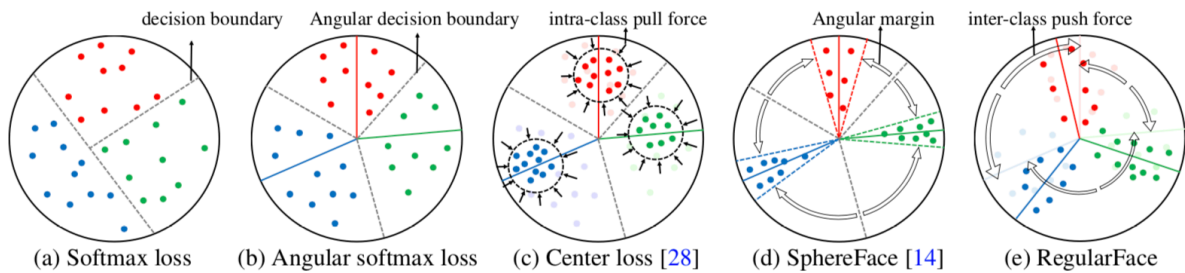 decision boundary
Angular decision boundary
intra-class pull force
Angular margin
inter-class push force
(a) Softmax loss
(b) Angular softmax loss
(c) Center loss [28]
(d) SphereFace [14]
(e) RegularFace